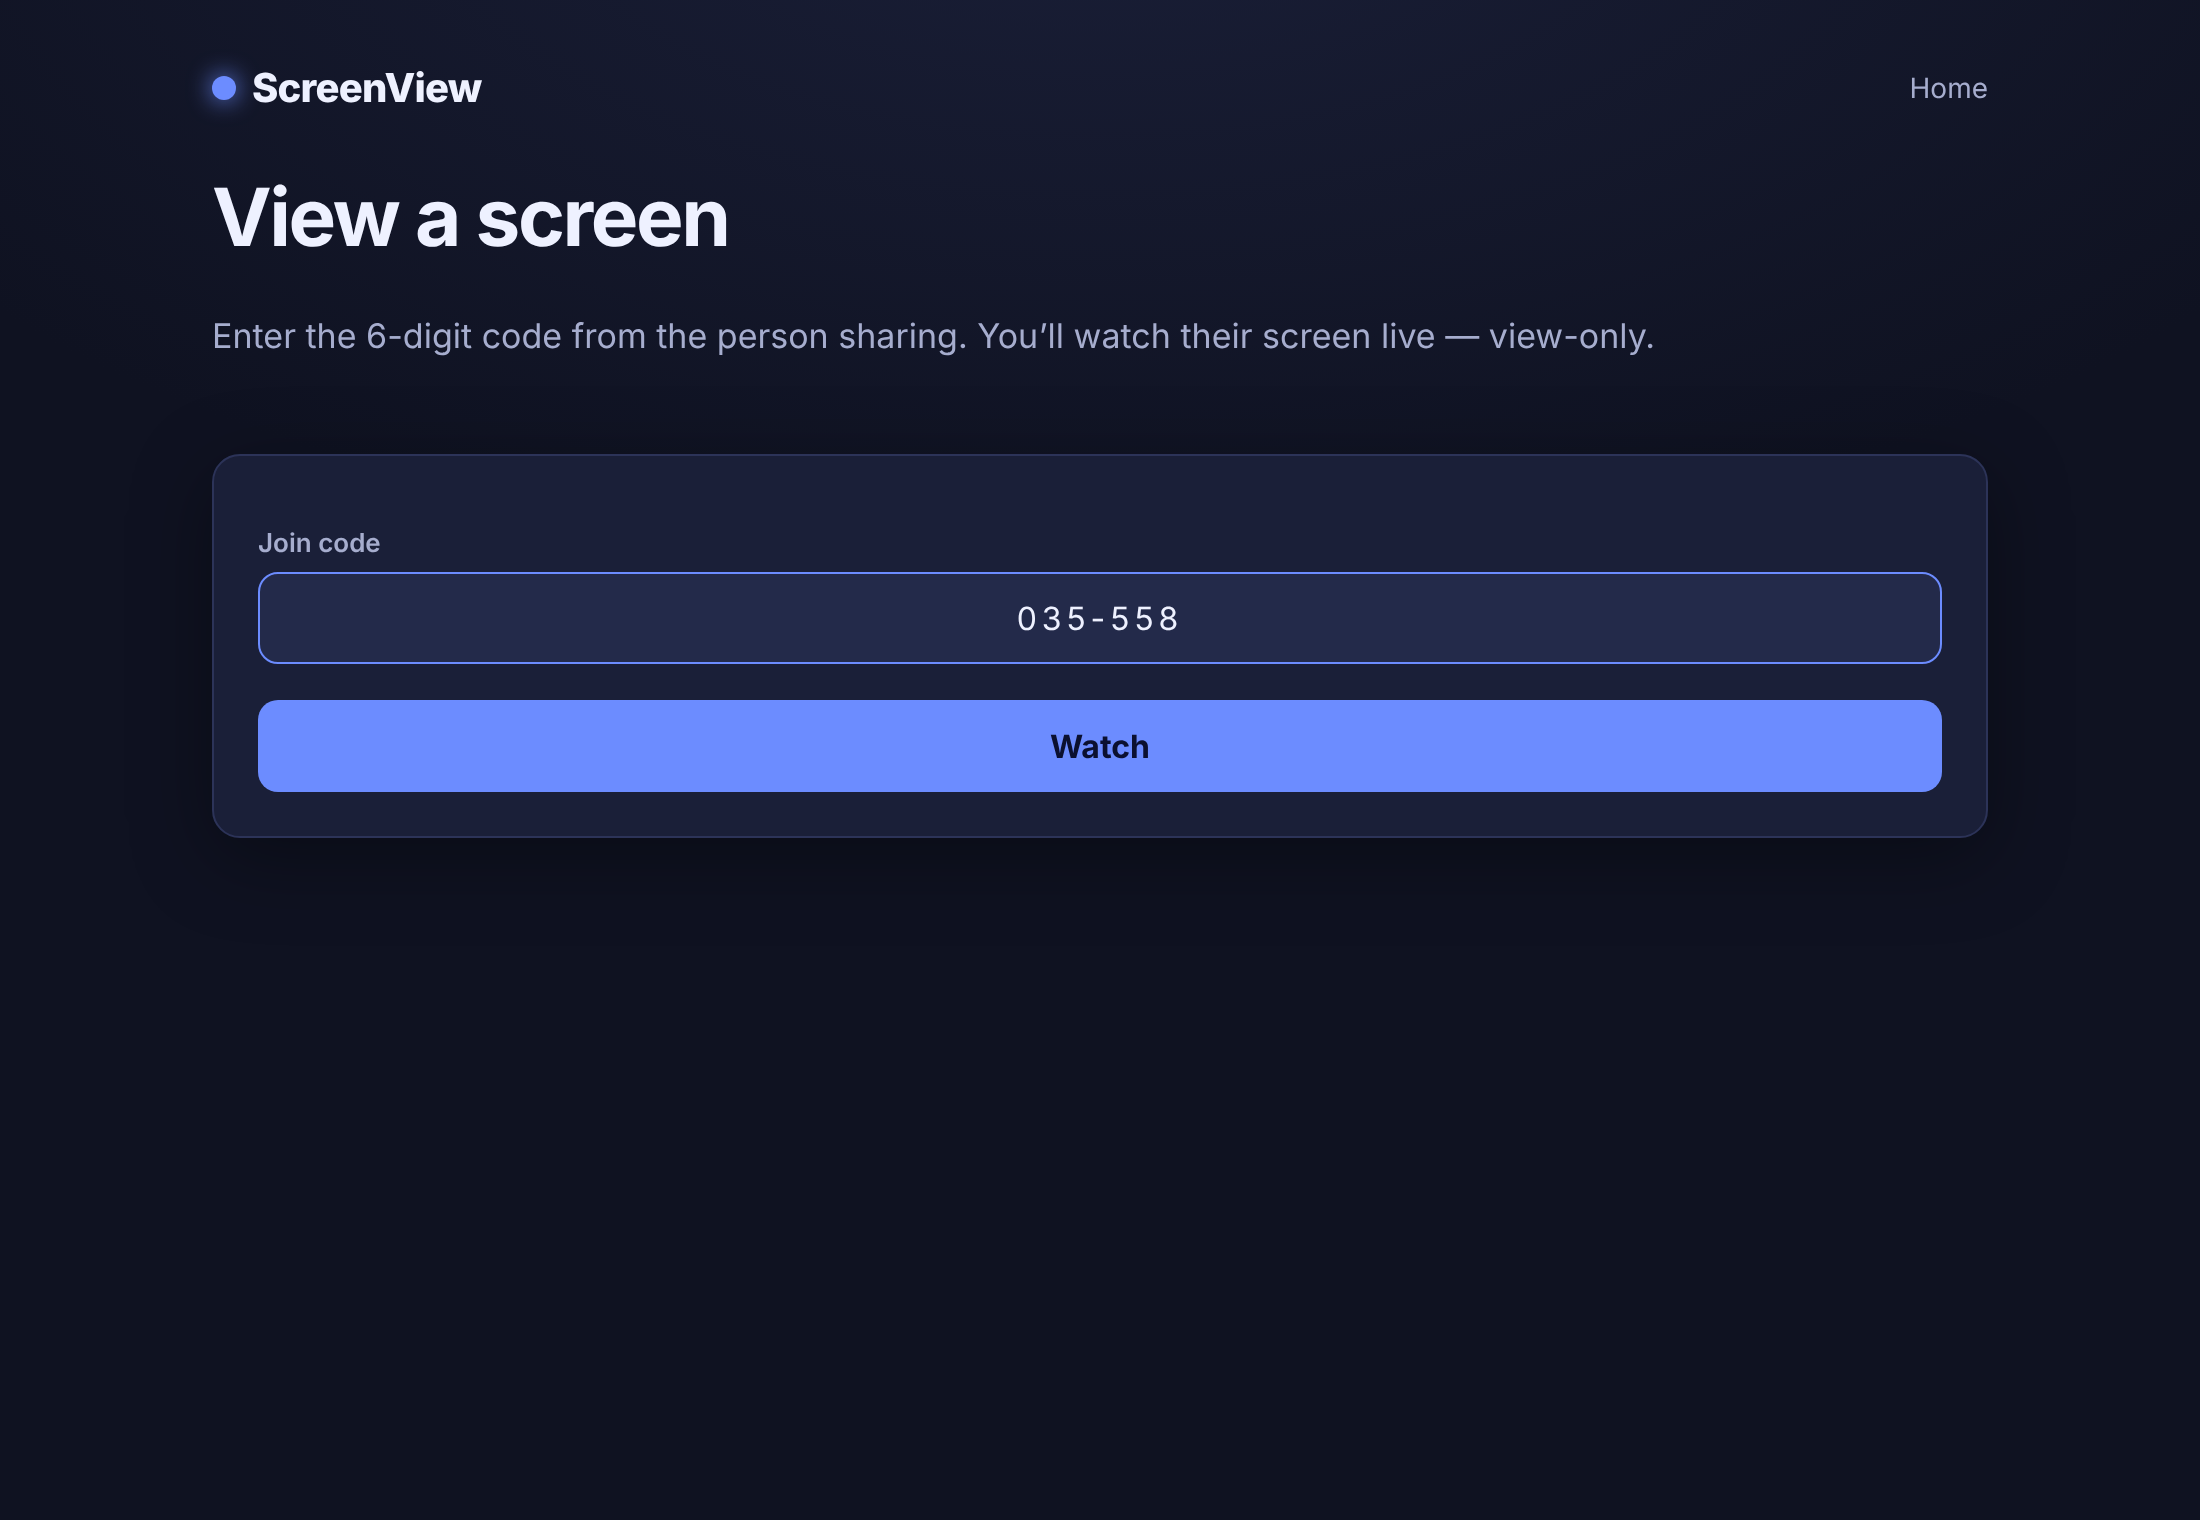 ScreenView
Home
View a screen
Enter the 6-digit code from the person sharing. You’ll watch their screen live — view-only.
Join code
035-558
Watch